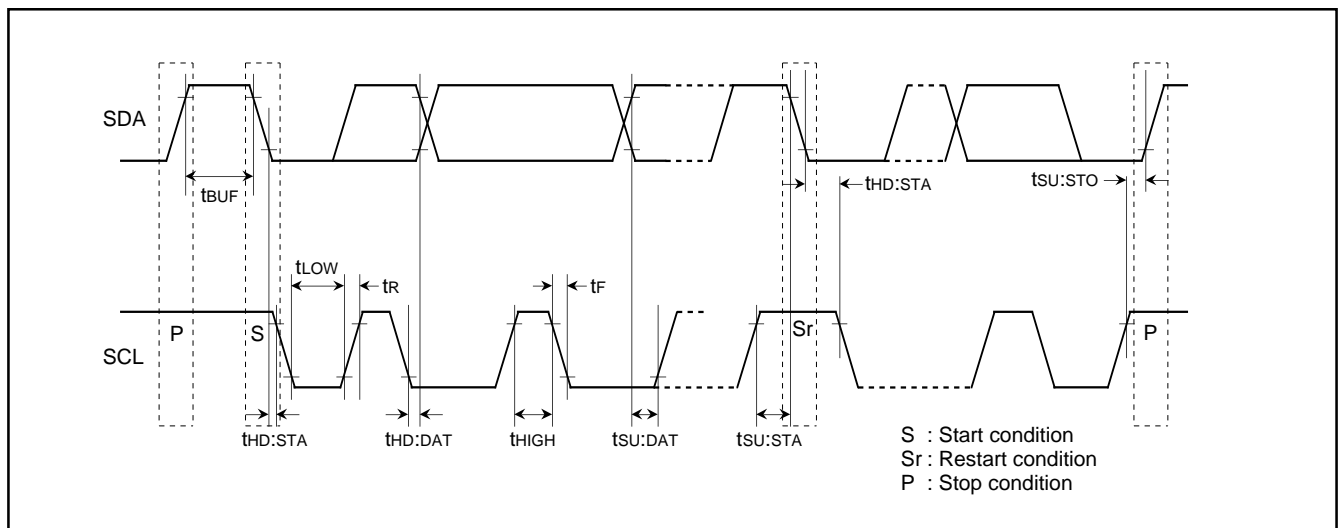 SDA
tBUF
tHD:STA
tSU:STO
tLOW
tR
tF
P
S
Sr
P
SCL
tHD:STA
tHD:DAT
tHIGH
tSU:DAT
tSU:STA
S : Start condition
Sr : Restart condition
P : Stop condition